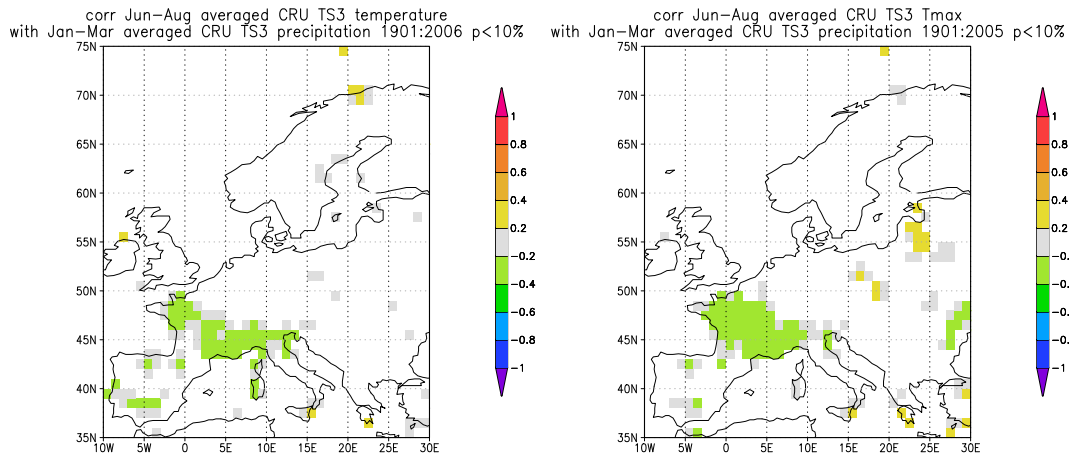 corr Jun-Aug averaged CRU TS3 temperature
with Jan-Mar averaged CRU TS3 precipitation 1901:2006 p<10%
75N
70N
65N
60N
55N
50N
45N
40N
35N
10W 5W 0 5E 10E 15E 20E 25E 30E
1
0.8
0.6
0.4
0.2
-0.2
-0.4
-0.6
-0.8
-1
corr Jun-Aug averaged CRU TS3 Tmax
with Jan-Mar averaged CRU TS3 precipitation 1901:2005 p<10%
75N
70N
65N
60N
55N
50N
45N
40N
35N
10W 5W 0 5E 10E 15E 20E 25E 30E
1
0.8
0.6
0.4
0.2
-0.
-0.
-0.
-0.
-1